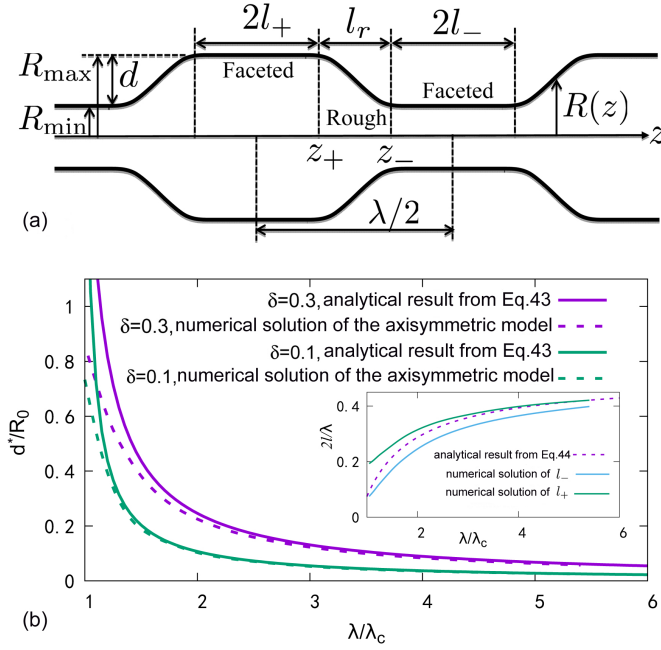 2l₊ l_r 2l₋
R_max d Faceted Faceted
R_min Rough R(z)
z₊ z₋ z
(a) λ/2
1
0.8
0.6
0.4
0.2
0
d*/R₀
δ=0.3, analytical result from Eq.43
δ=0.3, numerical solution of the axisymmetric model
δ=0.1, analytical result from Eq.43
δ=0.1, numerical solution of the axisymmetric model
0.4
0.2
0
2l/λ
analytical result from Eq.44
numerical solution of l₋
numerical solution of l₊
2 4 6
λ/λc
1 2 3 4 5 6
(b) λ/λc